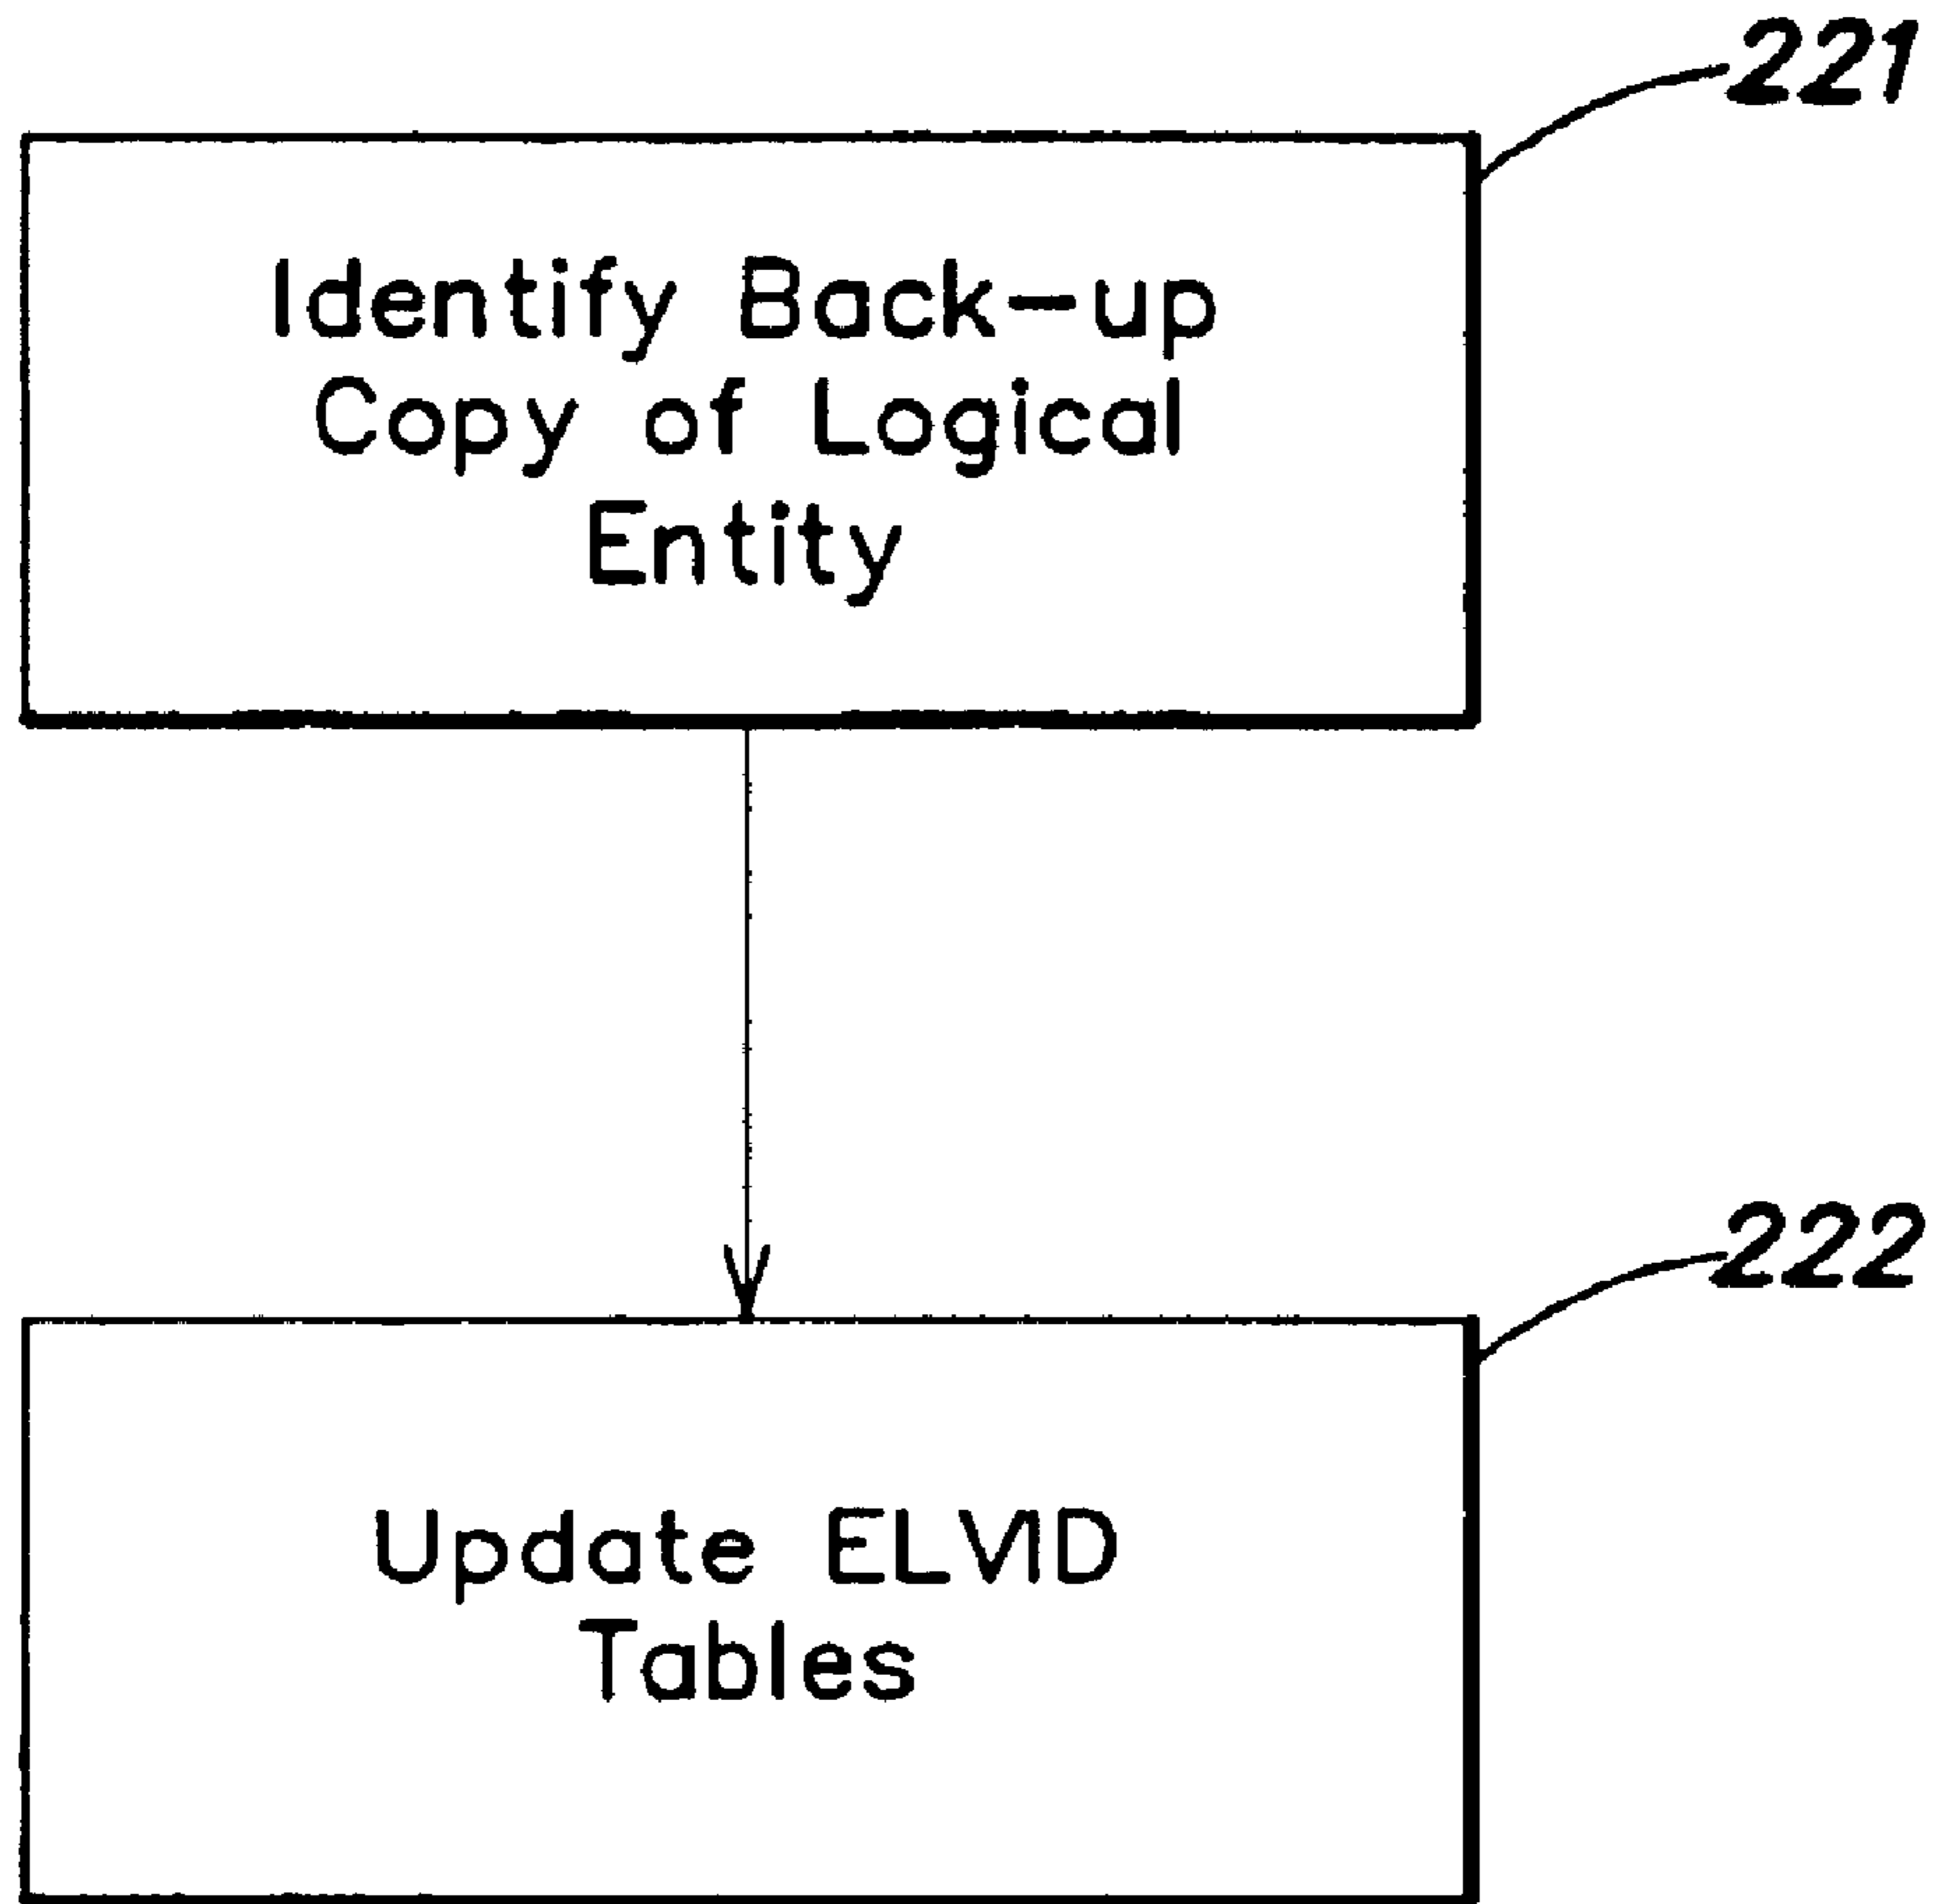 221
Identify Back-up
Copy of Logical
Entity
222
Update ELVID
Tables